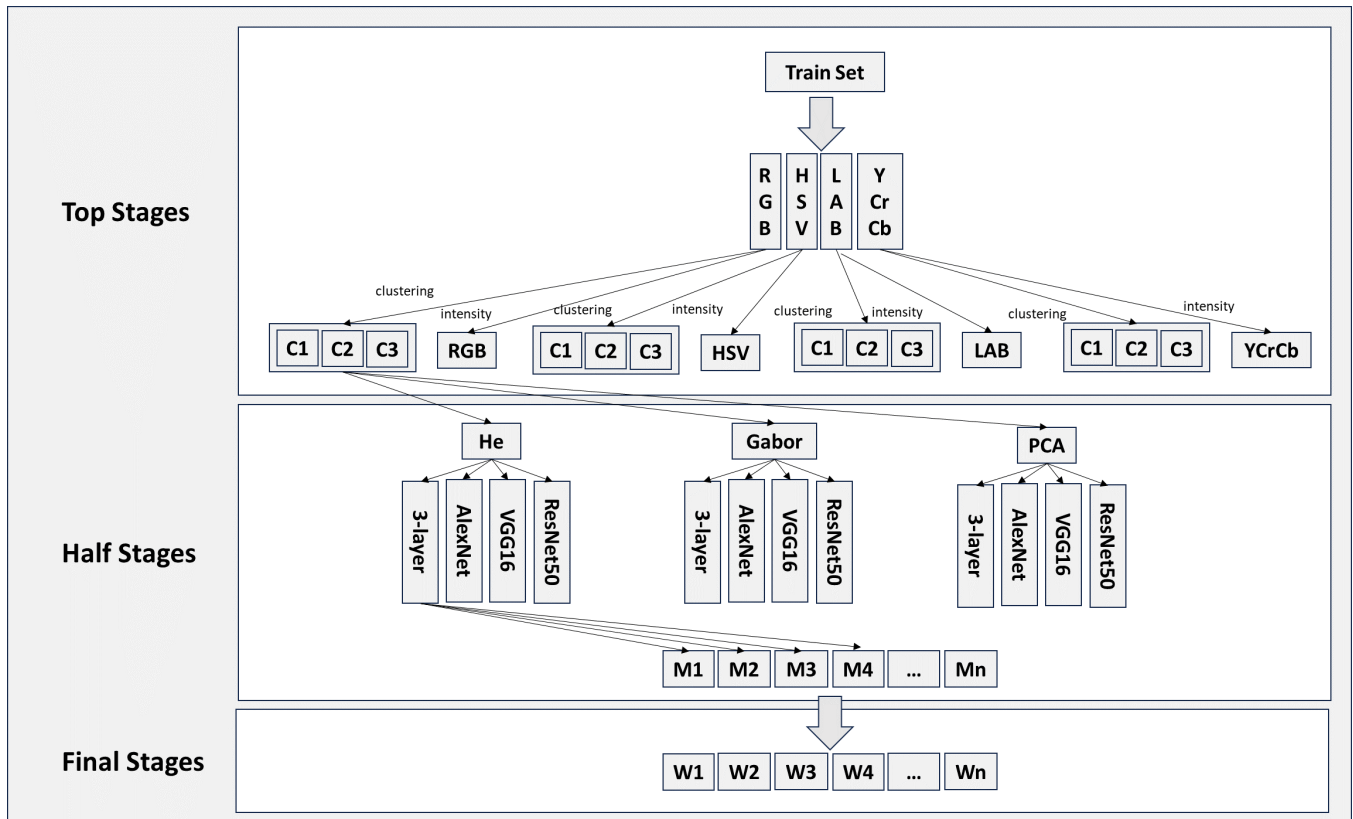 Train Set
R
G
B
H
S
V
L
A
B
Y
Cr
Cb
Top Stages
clustering
intensity
clustering
intensity
clustering
intensity
clustering
intensity
C1 C2 C3
RGB
C1 C2 C3
HSV
C1 C2 C3
LAB
C1 C2 C3
YCrCb
He
Gabor
PCA
3-layer
AlexNet
VGG16
ResNet50
3-layer
AlexNet
VGG16
ResNet50
3-layer
AlexNet
VGG16
ResNet50
Half Stages
M1 M2 M3 M4 ... Mn
Final Stages
W1 W2 W3 W4 ... Wn